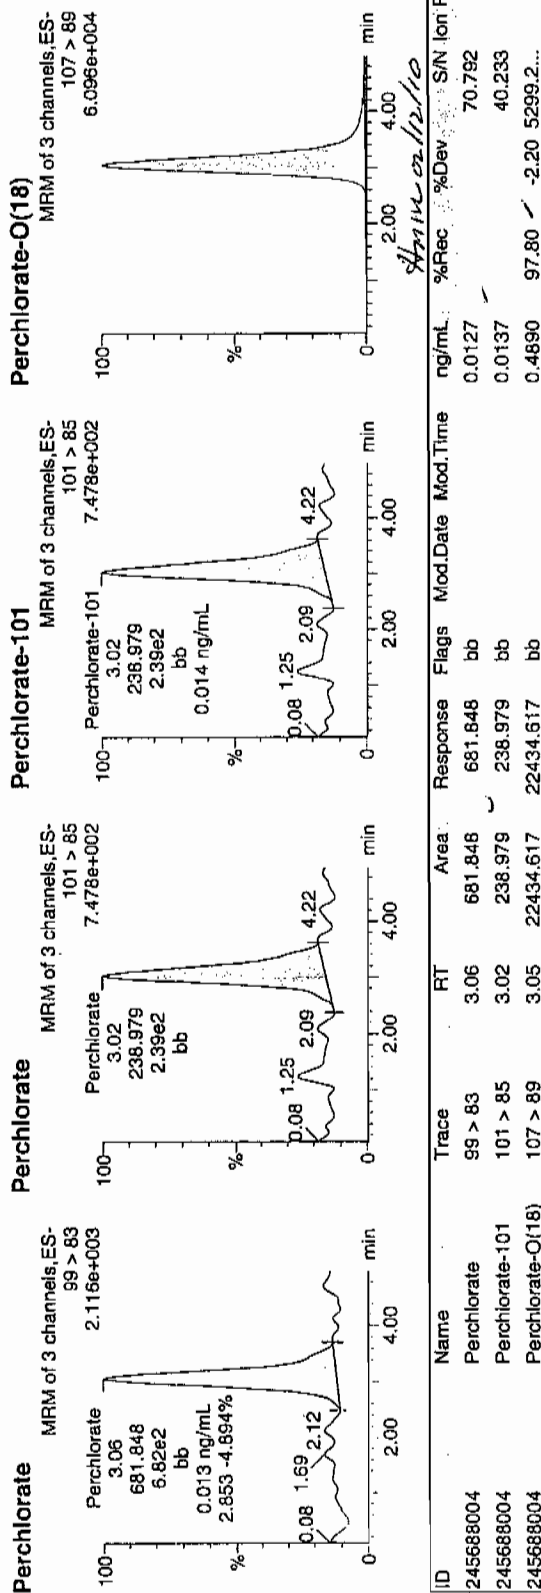 Perchlorate
MRM of 3 channels,ES-
99 > 83
2.116e+003
100
Perchlorate
3.06
681.848
6.82e2
bb
0.013 ng/mL
2.853 -4.894%
%
0.08
1.69
2.12
0
2.00
4.00
min
Perchlorate
MRM of 3 channels,ES-
101 > 85
7.478e+002
100
Perchlorate
3.02
238.979
2.39e2
bb
%
0.08
1.25
2.09
4.22
0
2.00
4.00
min
Perchlorate-101
MRM of 3 channels,ES-
101 > 85
7.478e+002
100
Perchlorate-101
3.02
238.979
2.39e2
bb
0.014 ng/mL
%
0.08
1.25
2.09
4.22
0
2.00
4.00
min
Perchlorate-O(18)
MRM of 3 channels,ES-
107 > 89
6.096e+004
100
%
0
2.00
4.00
min
02/12/10
ID Name Trace RT Area Response Flags Mod.Date Mod.Time ng/mL %Rec %Dev S/N Ion
245688004 Perchlorate 99 > 83 3.06 681.848 681.848 bb 0.0127 70.792
245688004 Perchlorate-101 101 > 85 3.02 238.979 238.979 bb 0.0137 40.233
245688004 Perchlorate-O(18) 107 > 89 3.05 22434.617 22434.617 bb 0.4890 97.80 -2.20 5299.2...